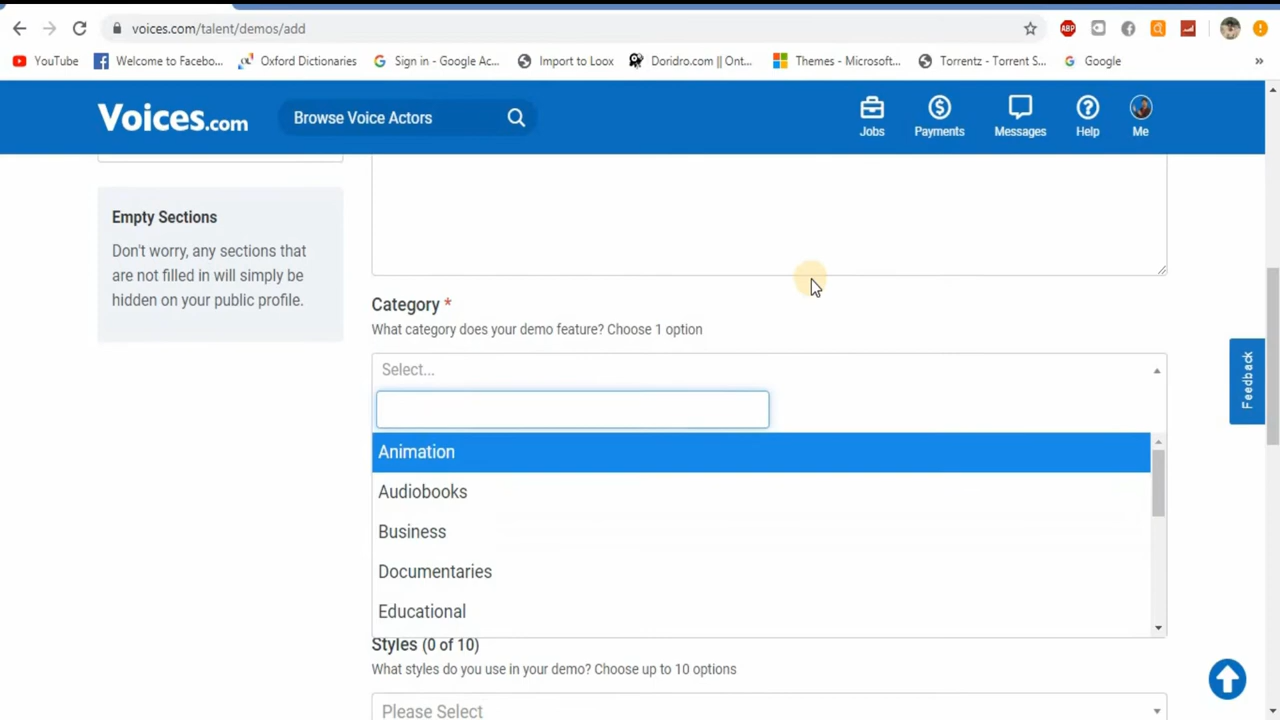 voices.com/talent/demos/add
ABP
YouTube
Welcome to Facebo...
Oxford Dictionaries
Sign in - Google Ac...
Import to Loox
Doridro.com || Ont...
Themes - Microsoft...
Torrentz - Torrent S...
Google
»
Voices.com
Browse Voice Actors
Jobs
Payments
Messages
Help
Me
Empty Sections
Don't worry, any sections that
are not filled in will simply be
hidden on your public profile.
Category *
What category does your demo feature? Choose 1 option
Select...
Animation
Audiobooks
Business
Documentaries
Educational
Styles (0 of 10)
What styles do you use in your demo? Choose up to 10 options
Please Select
Feedback